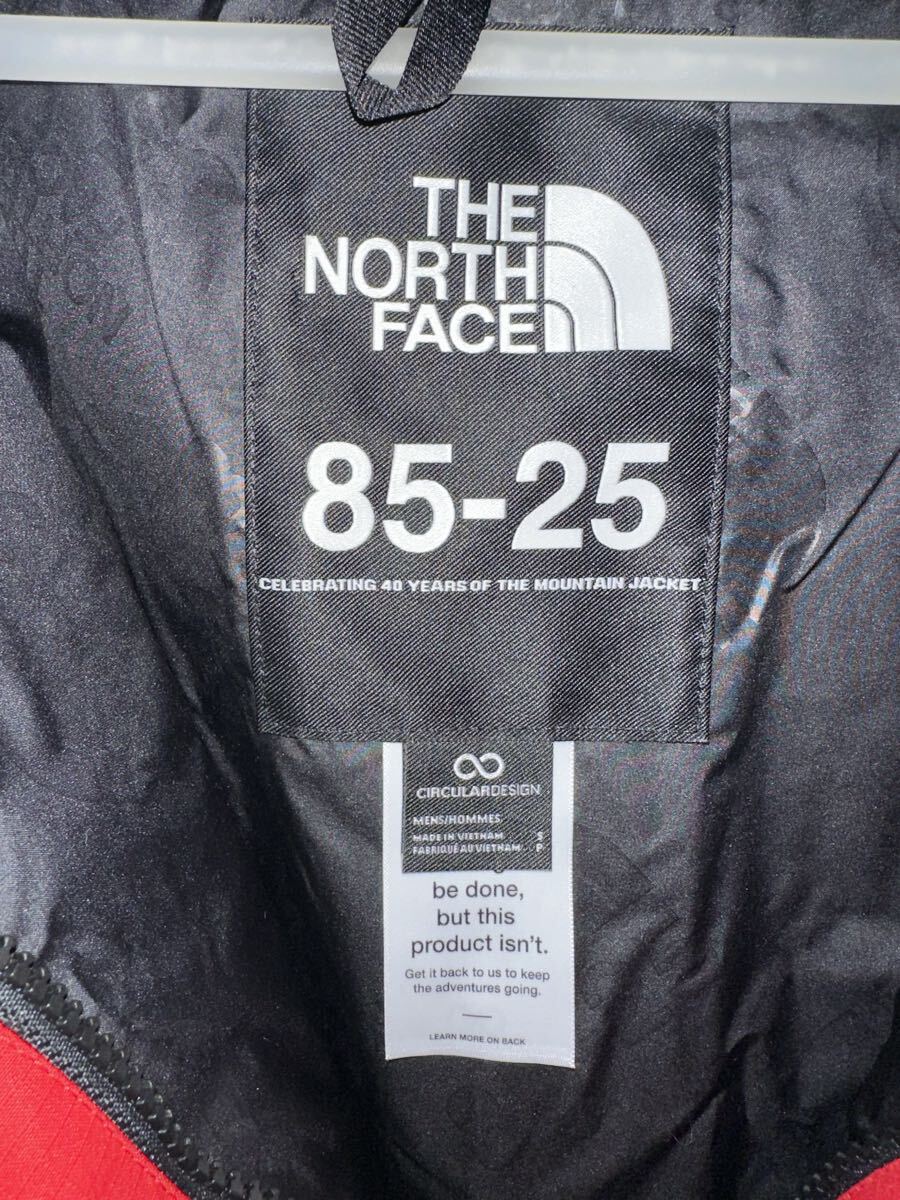 THE
NORTH
FACE
85-25
CELEBRATING 40 YEARS OF THE MOUNTAIN JACKET
CIRCULARDESIGN
MENS/HOMMES
MADE IN VIETNAM S
FABRIQUÉ AU VIETNAM P
be done,
but this
product isn't.
Get it back to us to keep
the adventures going.
LEARN MORE ON BACK